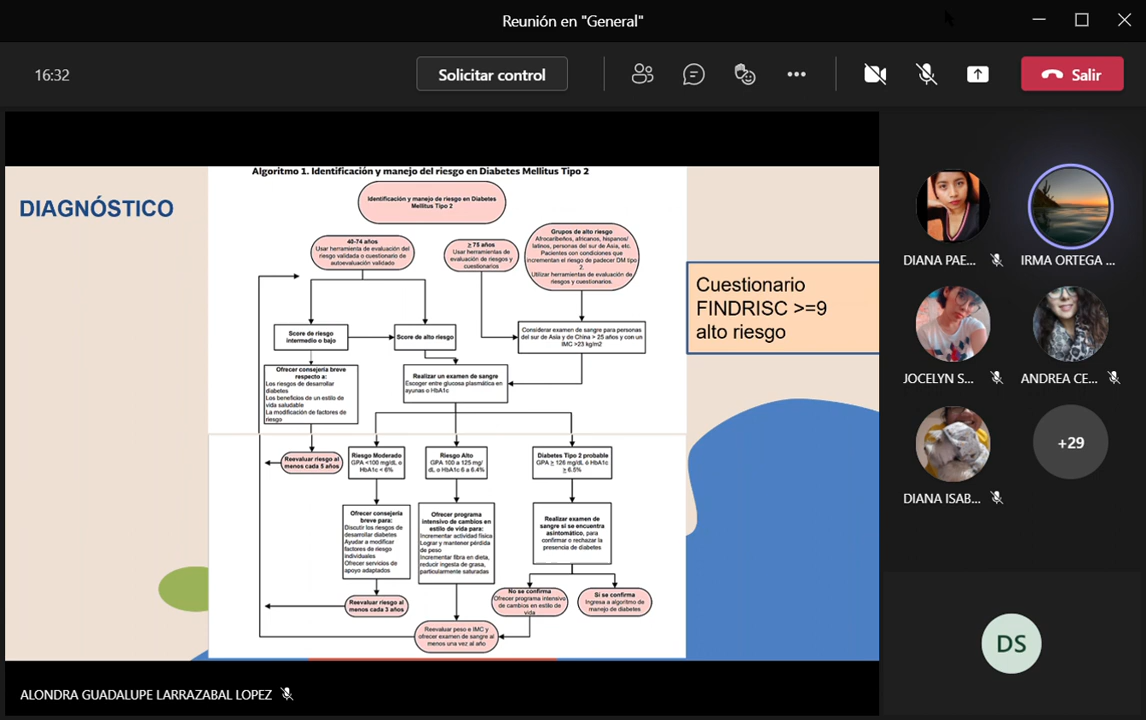 Reunión en "General"
16:32
Solicitar control
Salir
DIAGNÓSTICO
Algoritmo 1. Identificación y manejo del riesgo en Diabetes Mellitus Tipo 2
Identificación y manejo de riesgo en Diabetes
Mellitus Tipo 2
40-74 años
Usar herramienta de evaluación del
riesgo validada o cuestionario de
autoevaluación validado
≥ 75 años
Usar herramientas de
evaluación de riesgos y
cuestionarios
Grupos de alto riesgo
Afrocaribeños, africanos, hispanos/
latinos, personas del sur de Asia, etc.
Pacientes con condiciones que
incrementan el riesgo de padecer DM tipo
2.
Utilizar herramientas de evaluación de
riesgos y cuestionarios.
Score de riesgo
intermedio o bajo
Score de alto riesgo
Considerar examen de sangre para personas
del sur de Asia y de China > 25 años y con un
IMC >23 kg/m2
Ofrecer consejería breve
respecto a:
Los riesgos de desarrollar
diabetes
Los beneficios de un estilo de
vida saludable
La modificación de factores de
riesgo
Realizar un examen de sangre
Escoger entre glucosa plasmática en
ayunas o HbA1c
Reevaluar riesgo al
menos cada 5 años
Riesgo Moderado
GPA <100 mg/dL o
HbA1c < 6%
Riesgo Alto
GPA 100 a 125 mg/
dL o HbA1c 6 a 6.4%
Diabetes Tipo 2 probable
GPA ≥ 126 mg/dL ó HbA1c
≥ 6.5%
Ofrecer consejería
breve para:
Discutir los riesgos de
desarrollar diabetes
Ayudar a modificar
factores de riesgo
individuales
Ofrecer servicios de
apoyo adaptados
Ofrecer programa
intensivo de cambios en
estilo de vida para:
Incrementar actividad física
Lograr y mantener pérdida
de peso
Incrementar fibra en dieta,
reducir ingesta de grasa,
particularmente saturadas
Realizar examen de
sangre si se encuentra
asintomático, para
confirmar o rechazar la
presencia de diabetes
Reevaluar riesgo al
menos cada 3 años
No se confirma
Ofrecer programa intensivo
de cambios en estilo de
vida
Si se confirma
Ingresa a algoritmo de
manejo de diabetes
Reevaluar peso e IMC y
ofrecer examen de sangre al
menos una vez al año
Cuestionario
FINDRISC >=9
alto riesgo
DIANA PAE...
IRMA ORTEGA ...
JOCELYN S...
ANDREA CE...
DIANA ISAB...
+29
DS
ALONDRA GUADALUPE LARRAZABAL LOPEZ